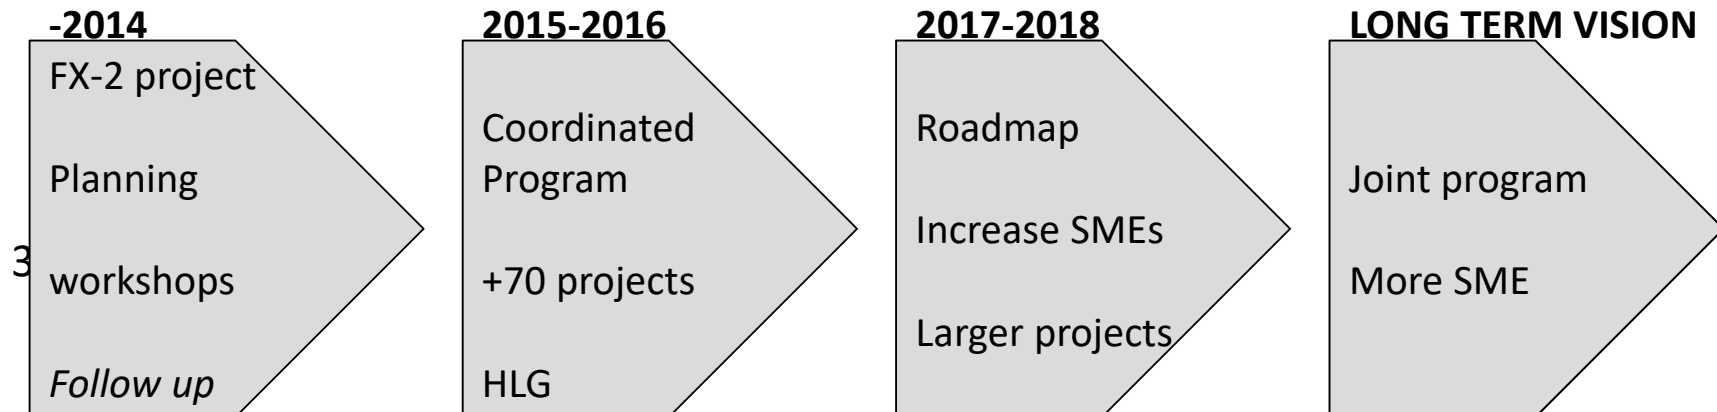 -2014
FX-2 project
Planning
3
workshops
Follow up
2015-2016
Coordinated
Program
+70 projects
HLG
2017-2018
Roadmap
Increase SMEs
Larger projects
LONG TERM VISION
Joint program
More SME